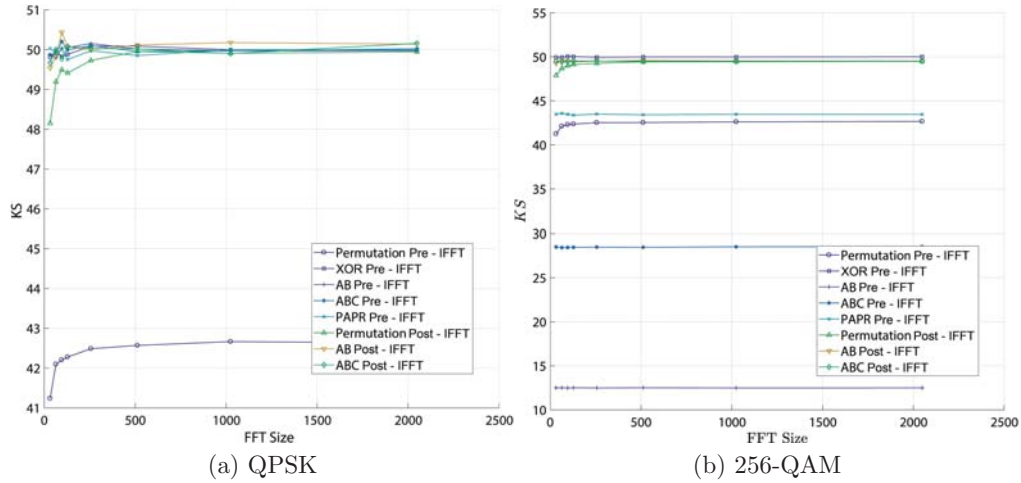 51
50
49
48
47
46
45
44
43
42
41
KS
0
500
1000
1500
2000
2500
FFT Size
Permutation Pre - IFFT
XOR Pre - IFFT
AB Pre - IFFT
ABC Pre - IFFT
PAPR Pre - IFFT
Permutation Post - IFFT
AB Post - IFFT
ABC Post - IFFT
(a) QPSK
55
50
45
40
35
30
25
20
15
10
KS
0
500
1000
1500
2000
2500
FFT Size
Permutation Pre - IFFT
XOR Pre - IFFT
AB Pre - IFFT
ABC Pre - IFFT
PAPR Pre - IFFT
Permutation Post - IFFT
AB Post - IFFT
ABC Post - IFFT
(b) 256-QAM